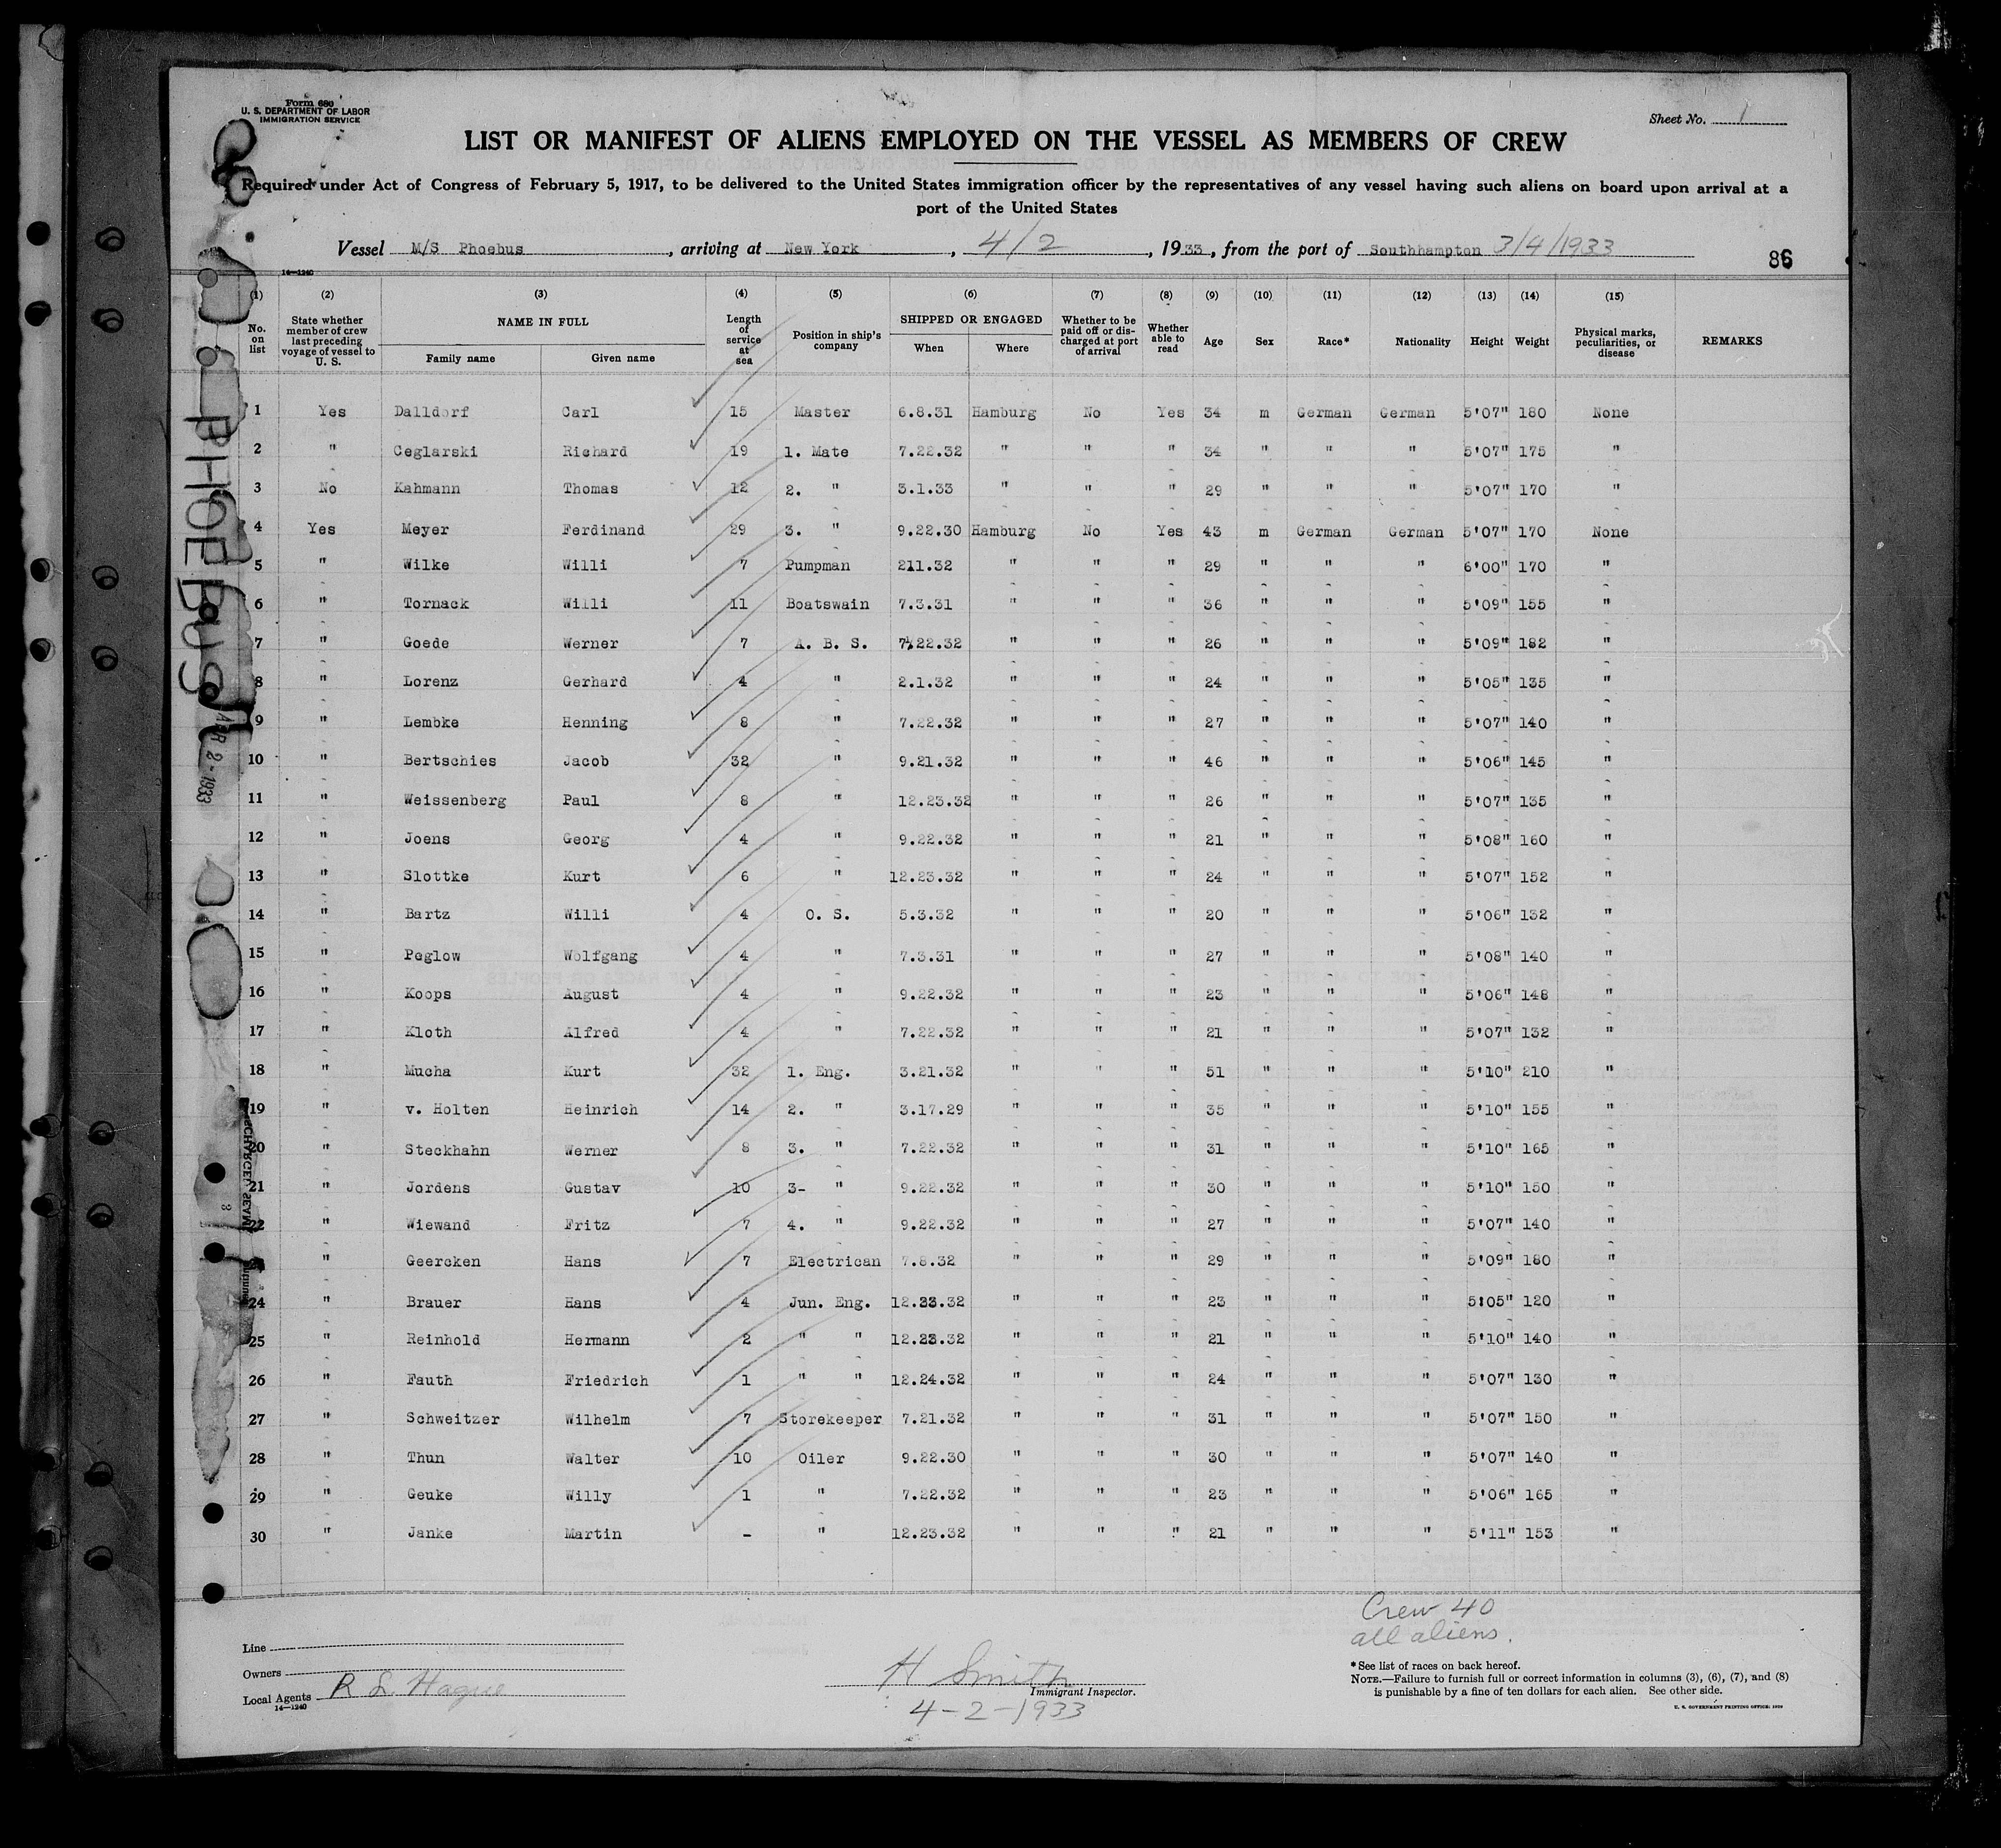 Form 680
U. S. DEPARTMENT OF LABOR
IMMIGRATION SERVICE
Sheet No. 1
LIST OR MANIFEST OF ALIENS EMPLOYED ON THE VESSEL AS MEMBERS OF CREW
Required under Act of Congress of February 5, 1917, to be delivered to the United States immigration officer by the representatives of any vessel having such aliens on board upon arrival at a
port of the United States
Vessel M/S Phoebus, arriving at New York, 4/2, 1933, from the port of Southhampton 3/4/1933
86
14—1240
(1) (2) (3) (4) (5) (6) (7) (8) (9) (10) (11) (12) (13) (14) (15)
No. on list | State whether member of crew last preceding voyage of vessel to U. S. | NAME IN FULL | Family name | Given name | Length of service at sea | Position in ship's company | SHIPPED OR ENGAGED | When | Where | Whether to be paid off or discharged at port of arrival | Whether able to read | Age | Sex | Race* | Nationality | Height | Weight | Physical marks, peculiarities, or disease | REMARKS
1 Yes Dalldorf Carl 15 Master 6.8.31 Hamburg No Yes 34 m German German 5'07" 180 None
2 " Ceglarski Richard 19 1. Mate 7.22.32 " " " 34 " " " 5'07" 175 "
3 No Kahmann Thomas 12 2. " 3.1.33 " " " 29 " " " 5'07" 170 "
4 Yes Meyer Ferdinand 29 3. " 9.22.30 Hamburg No Yes 43 m German German 5'07" 170 None
5 " Wilke Willi 7 Pumpman 211.32 " " " 29 " " " 6'00" 170 "
6 " Tornack Willi 11 Boatswain 7.3.31 " " " 36 " " " 5'09" 155 "
7 " Goede Werner 7 A. B. S. 7.22.32 " " " 26 " " " 5'09" 182 "
8 " Lorenz Gerhard 4 " 2.1.32 " " " 24 " " " 5'05" 135 "
9 " Lembke Henning 8 " 7.22.32 " " " 27 " " " 5'07" 140 "
10 " Bertschies Jacob 32 " 9.21.32 " " " 46 " " " 5'06" 145 "
11 " Weissenberg Paul 8 " 12.23.32 " " " 26 " " " 5'07" 135 "
12 " Joens Georg 4 " 9.22.32 " " " 21 " " " 5'08" 160 "
13 " Slottke Kurt 6 " 12.23.32 " " " 24 " " " 5'07" 152 "
14 " Bartz Willi 4 O. S. 5.3.32 " " " 20 " " " 5'06" 132 "
15 " Peglow Wolfgang 4 " 7.3.31 " " " 27 " " " 5'08" 140 "
16 " Koops August 4 " 9.22.32 " " " 23 " " " 5'06" 148 "
17 " Kloth Alfred 4 " 7.22.32 " " " 21 " " " 5'07" 132 "
18 " Mucha Kurt 32 1. Eng. 3.21.32 " " " 51 " " " 5'10" 210 "
19 " v. Holten Heinrich 14 2. " 3.17.29 " " " 35 " " " 5'10" 155 "
20 " Steckhahn Werner 8 3. " 7.22.32 " " " 31 " " " 5'10" 165 "
21 " Jordens Gustav 10 3- " 9.22.32 " " " 30 " " " 5'10" 150 "
22 " Wiewand Fritz 7 4. " 9.22.32 " " " 27 " " " 5'07" 140 "
23 " Geercken Hans 7 Electrican 7.8.32 " " " 29 " " " 5'09" 180 "
24 " Brauer Hans 4 Jun. Eng. 12.23.32 " " " 23 " " " 5:05" 120 "
25 " Reinhold Hermann 2 " " 12.23.32 " " " 21 " " " 5'10" 140 "
26 " Fauth Friedrich 1 " " 12.24.32 " " " 24 " " " 5'07" 130 "
27 " Schweitzer Wilhelm 7 Storekeeper 7.21.32 " " " 31 " " " 5'07" 150 "
28 " Thun Walter 10 Oiler 9.22.30 " " " 30 " " " 5'07" 140 "
29 " Geuke Willy 1 " 7.22.32 " " " 23 " " " 5'06" 165 "
30 " Janke Martin - " 12.23.32 " " " 21 " " " 5'11" 153 "
PHOEBUS
APR 2 - 1933
Crew 40
all aliens.
Line
Owners
Local Agents R L Hague
14—1240
H Smith
Immigrant Inspector.
4-2-1933
*See list of races on back hereof.
NOTE.—Failure to furnish full or correct information in columns (3), (6), (7), and (8)
is punishable by a fine of ten dollars for each alien. See other side.
U. S. GOVERNMENT PRINTING OFFICE: 1929